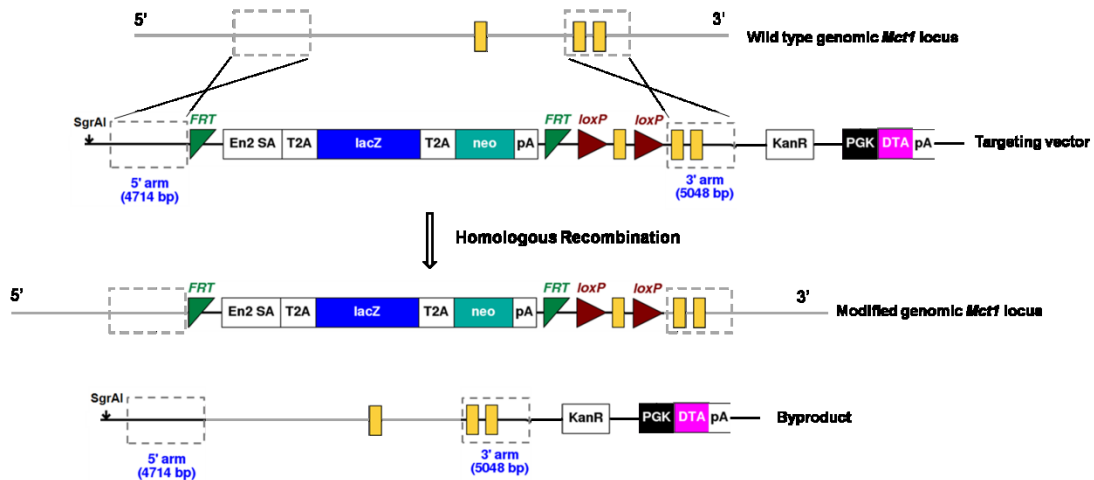 5' 3'
Wild type genomic Mct1 locus
SgrAI FRT FRT loxP loxP
En2 SA T2A lacZ T2A neo pA KanR PGK DTA pA Targeting vector
5' arm
(4714 bp)
3' arm
(5048 bp)
Homologous Recombination
5' FRT FRT loxP loxP 3'
En2 SA T2A lacZ T2A neo pA
Modified genomic Mct1 locus
SgrAI
KanR PGK DTA pA Byproduct
5' arm
(4714 bp)
3' arm
(5048 bp)